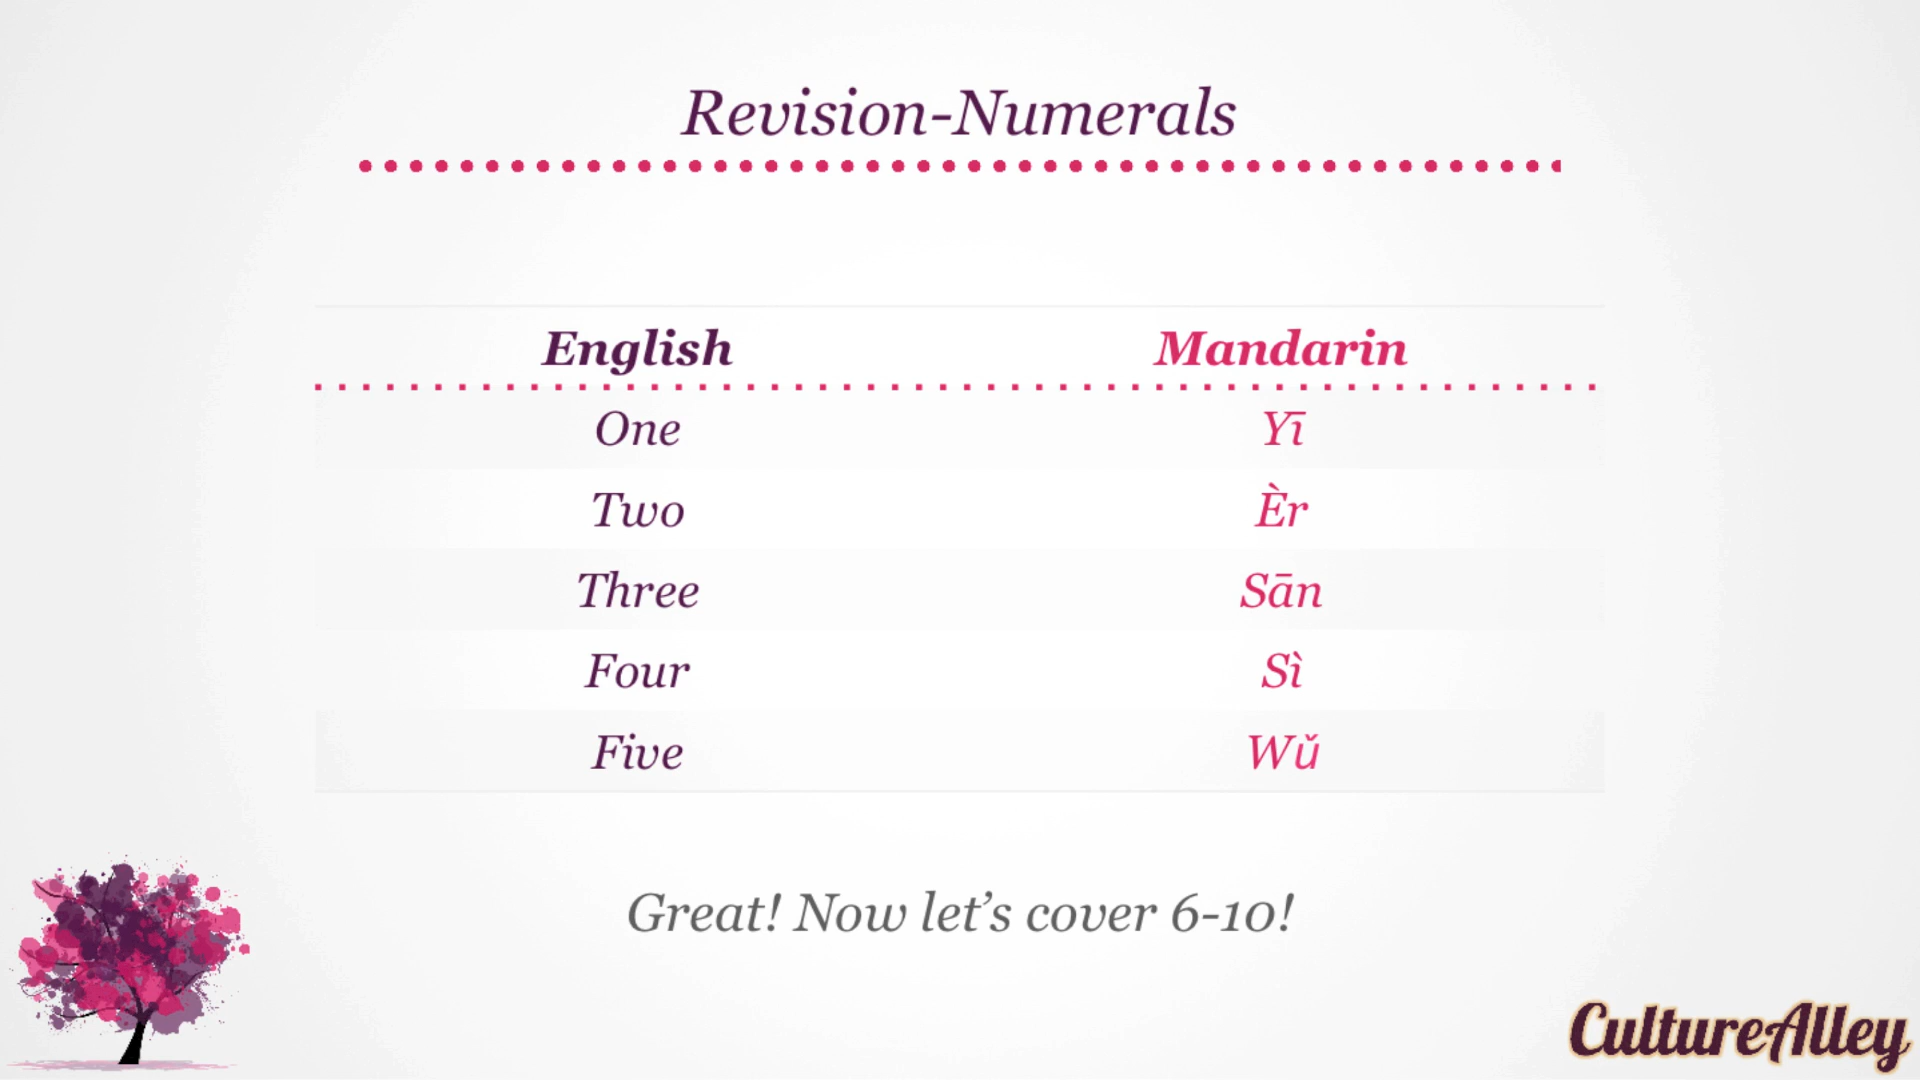 Revision-Numerals
English Mandarin
One Yī
Two Èr
Three Sān
Four Sì
Five Wǔ
Great! Now let’s cover 6-10!
CultureAlley